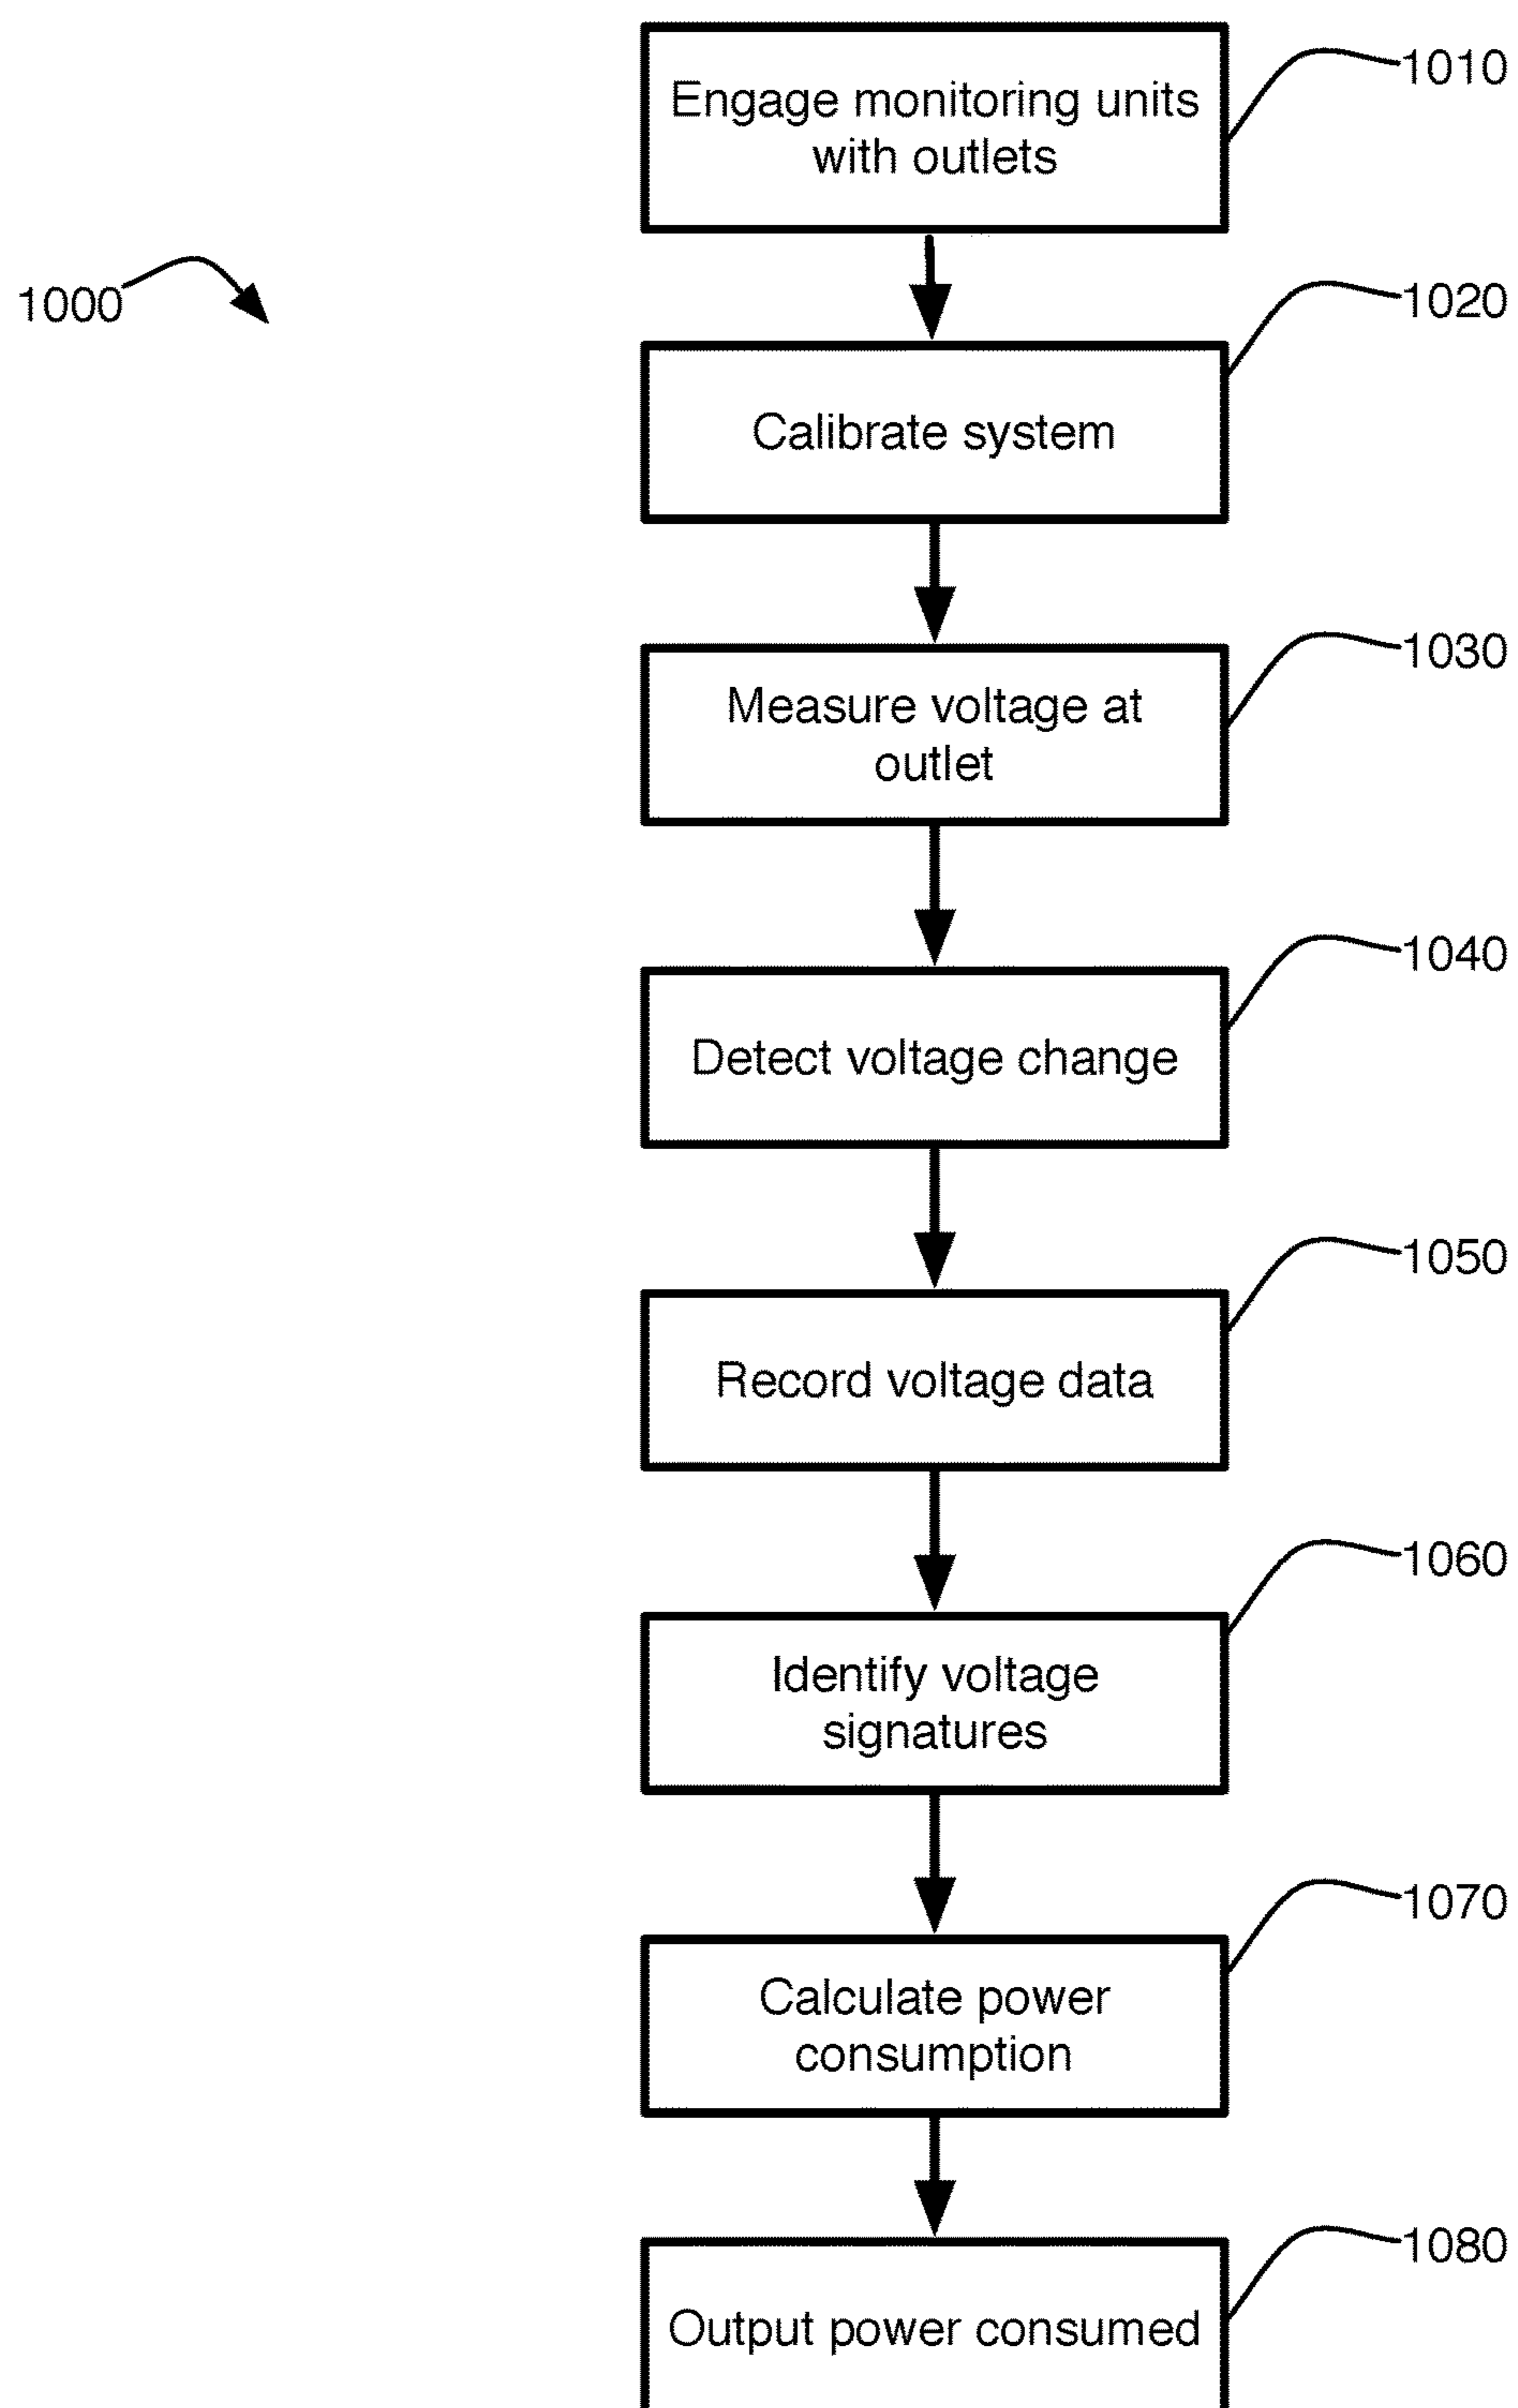 Engage monitoring units
with outlets
1010
1000
Calibrate system
1020
Measure voltage at
outlet
1030
Detect voltage change
1040
Record voltage data
1050
Identify voltage
signatures
1060
Calculate power
consumption
1070
Output power consumed
1080